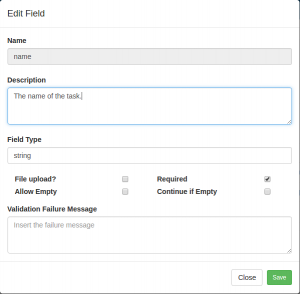 Edit Field
Name
name
Description
The name of the task.
Field Type
string
File upload?
Required
Allow Empty
Continue if Empty
Validation Failure Message
Insert the failure message
Close
Save